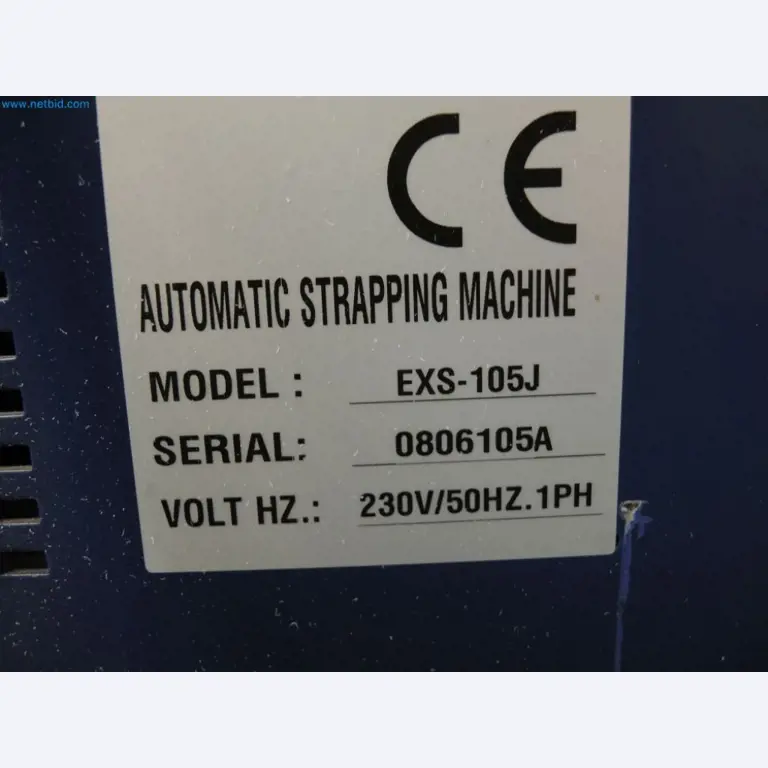 www.netbid.com
CE
AUTOMATIC STRAPPING MACHINE
MODEL : EXS-105J
SERIAL: 0806105A
VOLT HZ.: 230V/50HZ.1PH